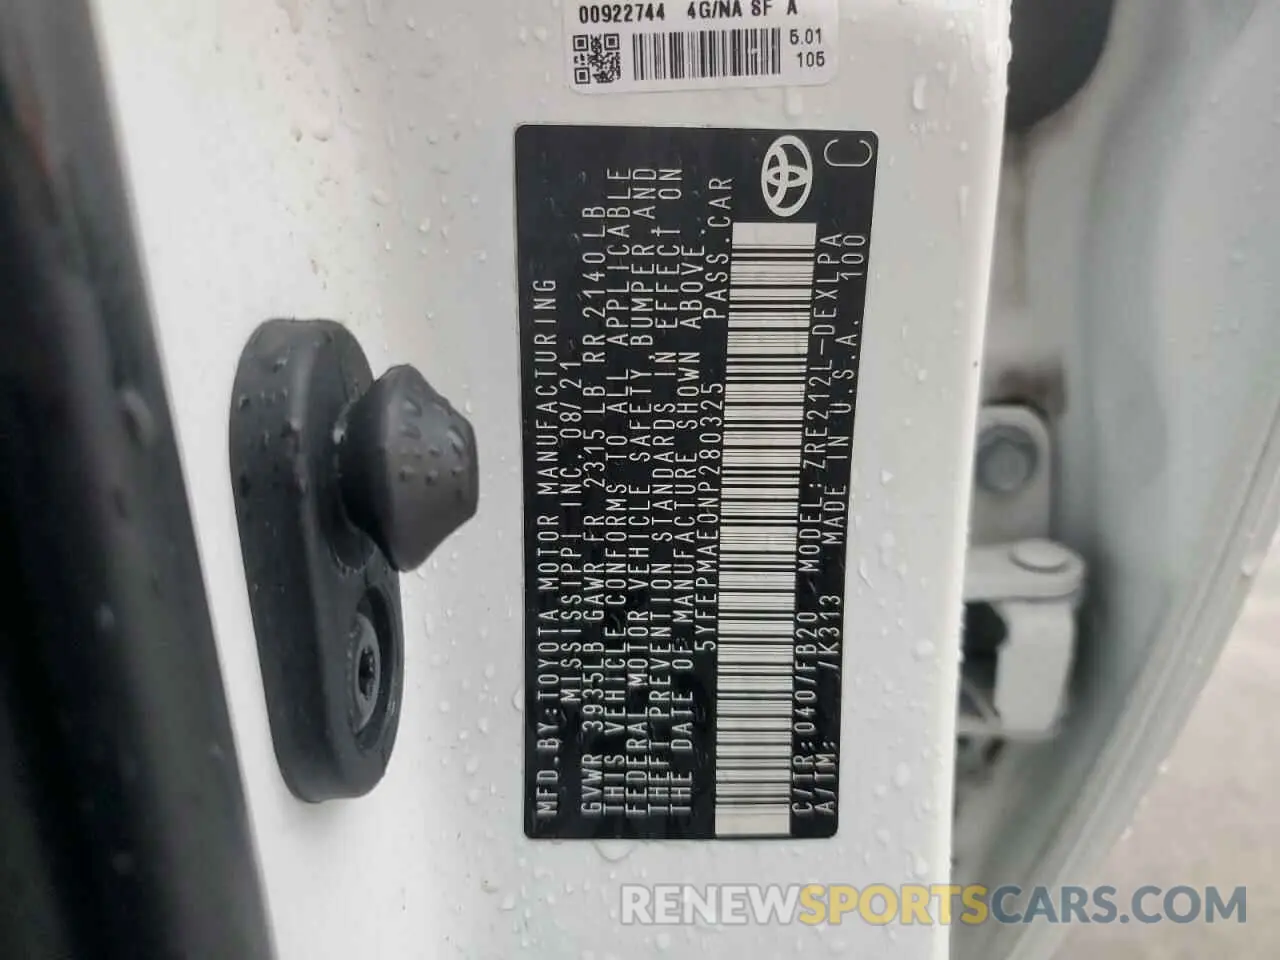 00922744 4G/NA SF A
5.01
105
MFD.BY:TOYOTA MOTOR MANUFACTURING
MISSISSIPPI INC. 08/21
GVWR 3935LB GAWR FR 2315LB RR 2140LB
THIS VEHICLE CONFORMS TO ALL APPLICABLE
FEDERAL MOTOR VEHICLE SAFETY, BUMPER, AND
THEFT PREVENTION STANDARDS IN EFFECT ON
THE DATE OF MANUFACTURE SHOWN ABOVE.
5YFEPMAE0NP280325 PASS.CAR
C/TR:040/FB20 MODEL:ZRE212L-DEXLPA
A/TM: /K313 MADE IN U.S.A. 100
C
RENEWSPORTSCARS.COM